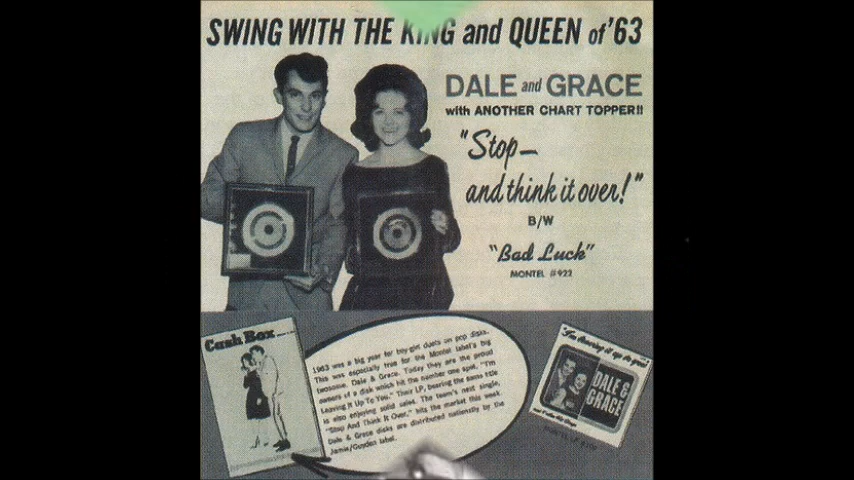 SWING WITH THE KING and QUEEN of '63
DALE and GRACE
with ANOTHER CHART TOPPER!!
"Stop—
and think it over!"
B/W
"Bad Luck"
MONTEL #922
Cash Box
1963 was a big year for boy-girl duets on pop disks.
This was especially true for the Montel label's big
twosome, Dale & Grace. Today they are the proud
owners of a disk which hit the number one spot, "I'm
Leaving It Up To You." Their LP, bearing the same title
is also enjoying solid sales. The team's next single,
"Stop And Think It Over," hits the market this week.
Dale & Grace disks are distributed nationally by the
Jamie/Guyden label.
"I'm leaving it up to you"
DALE &
GRACE